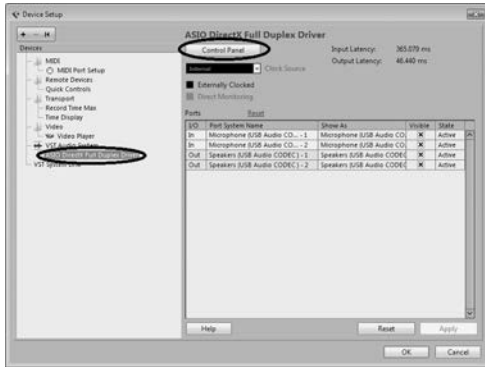 Device Setup
Devices
MIDI
MIDI Port Setup
Remote Devices
Quick Controls
Transport
Record Time Max
Time Display
Video
Video Player
VST Audio System
ASIO DirectX Full Duplex Driver
VST System Link
ASIO DirectX Full Duplex Driver
Control Panel
Input Latency: 365.079 ms
Output Latency: 46.440 ms
Internal
Clock Source
Externally Clocked
Direct Monitoring
Ports Reset
I/O Port System Name Show As Visible State
In Microphone (USB Audio CO... - 1 Microphone (USB Audio CO X Active
In Microphone (USB Audio CO... - 2 Microphone (USB Audio CO X Active
Out Speakers (USB Audio CODEC) - 1 Speakers (USB Audio CODEC X Active
Out Speakers (USB Audio CODEC) - 2 Speakers (USB Audio CODEC X Active
Help
Reset
Apply
OK
Cancel